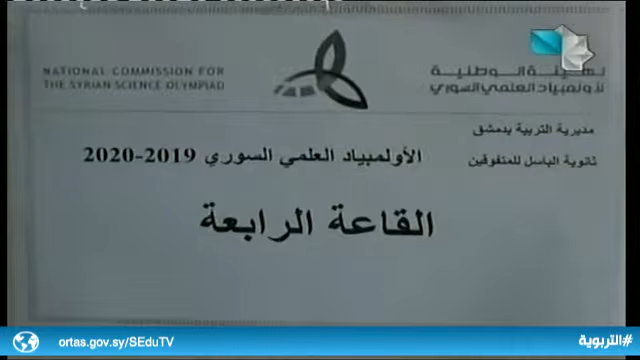 NATIONAL COMMISSION FOR
THE SYRIAN SCIENCE OLYMPIAD
الهيئة الوطنية
للأولمبياد العلمي السوري
مديرية التربية بدمشق
ثانوية الباسل للمتفوقين
الأولمبياد العلمي السوري 2019-2020
القاعة الرابعة
ortas.gov.sy/SEduTV
#التربوية